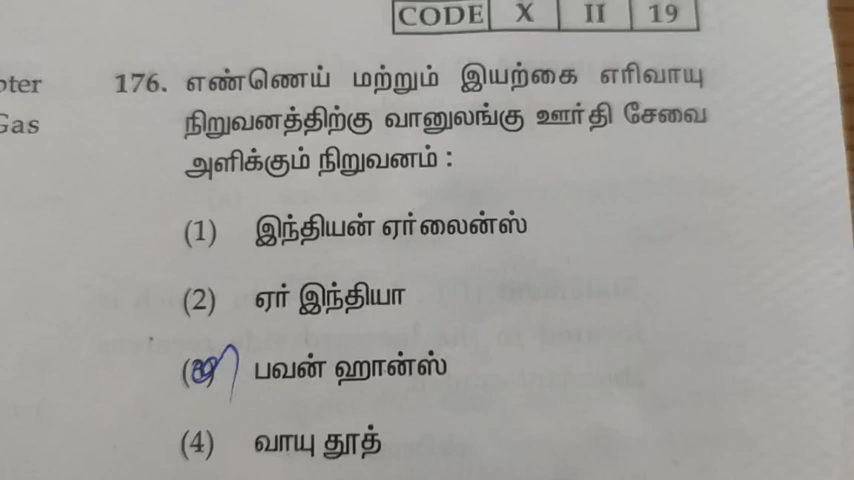 CODE X II 19
176. எண்ணெய் மற்றும் இயற்கை எரிவாயு
Gas நிறுவனத்திற்கு வானுலங்கு ஊர்தி சேவை
அளிக்கும் நிறுவனம் :
(1) இந்தியன் ஏர்லைன்ஸ்
(2) ஏர் இந்தியா
(3) பவன் ஹான்ஸ்
(4) வாயு தூத்